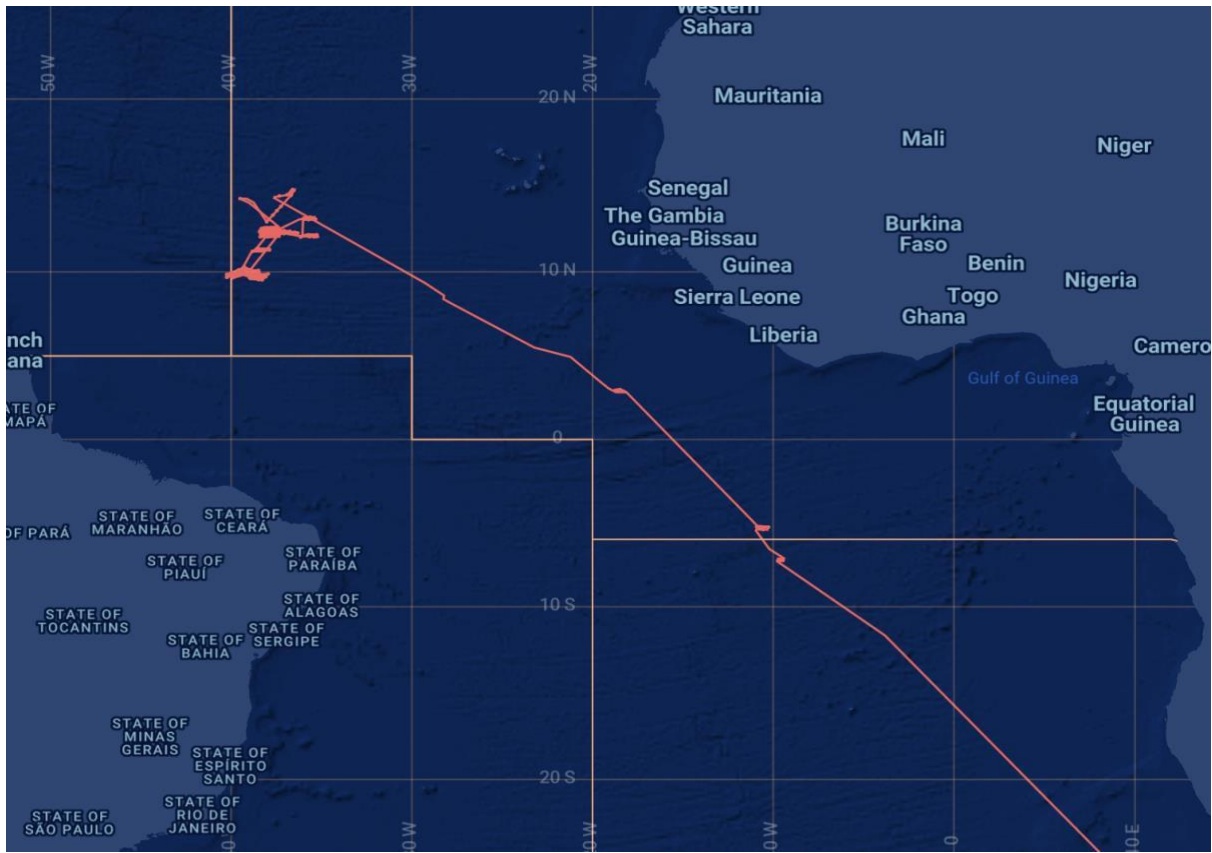 Western
Sahara
50 W
40 W
30 W
20 W
20 N
Mauritania
Mali
Niger
Senegal
The Gambia
Guinea-Bissau
Burkina
Faso
Guinea
Benin
Nigeria
10 N
Sierra Leone
Togo
Ghana
Liberia
nch
ana
Camero
Gulf of Guinea
ATE OF
MAPÁ
Equatorial
Guinea
0
STATE OF
MARANHÃO
STATE OF
CEARÁ
OF PARÁ
STATE OF
PIAUÍ
STATE OF
PARAÍBA
STATE OF
TOCANTINS
STATE OF
ALAGOAS
10 S
STATE OF
BAHIA
STATE OF
SERGIPE
STATE OF
MINAS
GERAIS
STATE OF
ESPÍRITO
SANTO
20 S
STATE OF
SÃO PAULO
STATE OF
RIO DE
JANEIRO
0